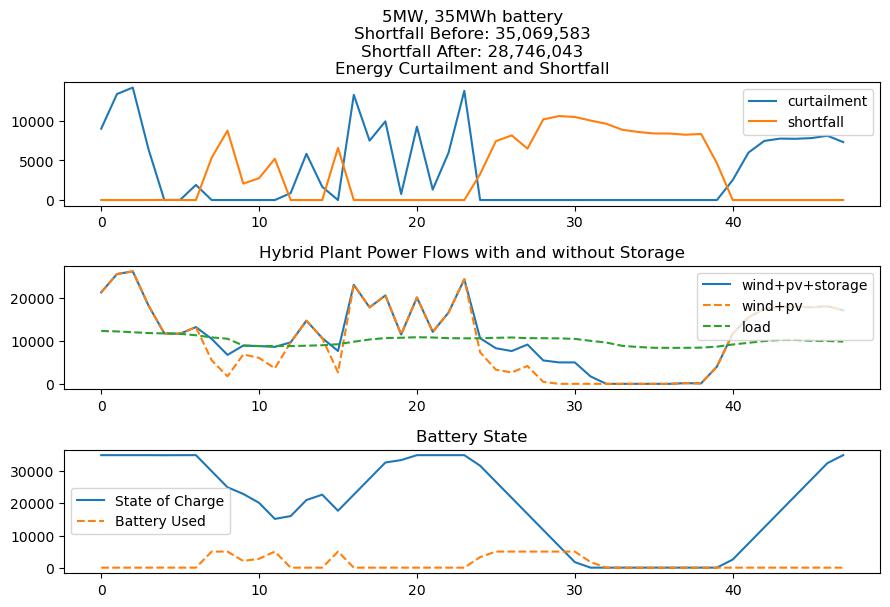 5MW, 35MWh battery
Shortfall Before: 35,069,583
Shortfall After: 28,746,043
Energy Curtailment and Shortfall
curtailment
shortfall
10000
5000
0
0 10 20 30 40
Hybrid Plant Power Flows with and without Storage
wind+pv+storage
wind+pv
load
20000
10000
0
0 10 20 30 40
Battery State
30000
20000
10000
0
State of Charge
Battery Used
0 10 20 30 40